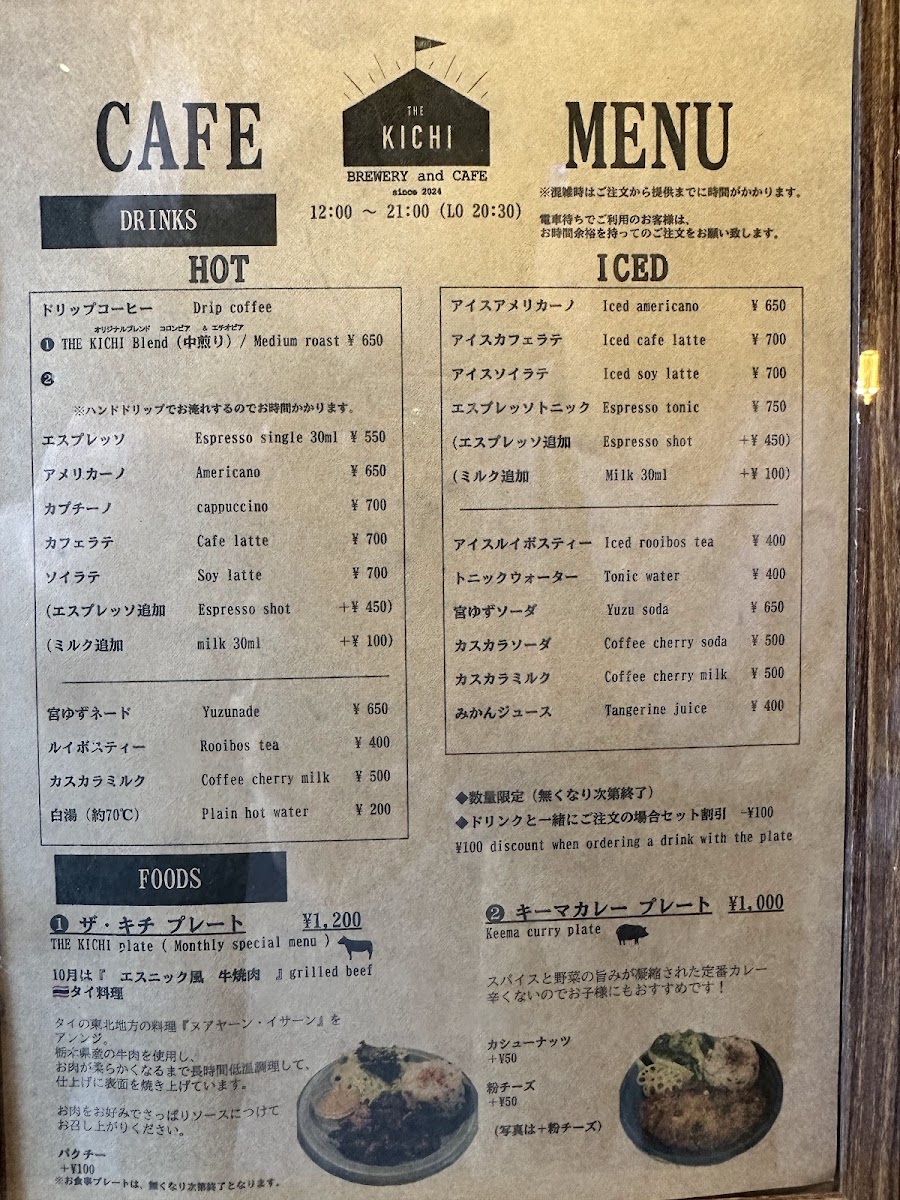 CAFE
THE
KICHI
BREWERY and CAFE
since 2024
MENU
12:00 ～ 21:00 (LO 20:30)
※混雑時はご注文から提供までに時間がかかります。
電車待ちでご利用のお客様は、
お時間余裕を持ってのご注文をお願い致します。
DRINKS
HOT
ドリップコーヒー Drip coffee
オリジナルブレンド コロンビア & エチオピア
❶ THE KICHI Blend (中煎り) / Medium roast ¥ 650
❷
※ハンドドリップでお淹れするのでお時間かかります。
エスプレッソ Espresso single 30ml ¥ 550
アメリカーノ Americano ¥ 650
カプチーノ cappuccino ¥ 700
カフェラテ Cafe latte ¥ 700
ソイラテ Soy latte ¥ 700
(エスプレッソ追加 Espresso shot +¥ 450)
(ミルク追加 milk 30ml +¥ 100)
宮ゆずネード Yuzunade ¥ 650
ルイボスティー Rooibos tea ¥ 400
カスカラミルク Coffee cherry milk ¥ 500
白湯 (約70℃) Plain hot water ¥ 200
ICED
アイスアメリカーノ Iced americano ¥ 650
アイスカフェラテ Iced cafe latte ¥ 700
アイスソイラテ Iced soy latte ¥ 700
エスプレッソトニック Espresso tonic ¥ 750
(エスプレッソ追加 Espresso shot +¥ 450)
(ミルク追加 Milk 30ml +¥ 100)
アイスルイボスティー Iced rooibos tea ¥ 400
トニックウォーター Tonic water ¥ 400
宮ゆずソーダ Yuzu soda ¥ 650
カスカラソーダ Coffee cherry soda ¥ 500
カスカラミルク Coffee cherry milk ¥ 500
みかんジュース Tangerine juice ¥ 400
◆数量限定 (無くなり次第終了)
◆ドリンクと一緒にご注文の場合セット割引 -¥100
¥100 discount when ordering a drink with the plate
FOODS
❶ ザ・キチ プレート ¥1,200
THE KICHI plate ( Monthly special menu )
10月は『 エスニック風 牛焼肉 』grilled beef
タイ料理
タイの東北地方の料理『ヌアヤーン・イサーン』を
アレンジ。
栃木県産の牛肉を使用し、
お肉が柔らかくなるまで長時間低温調理して、
仕上げに表面を焼き上げています。
お肉をお好みでさっぱりソースにつけて
お召し上がりください。
パクチー
+¥100
※お食事プレートは、無くなり次第終了となります。
❷ キーマカレー プレート ¥1,000
Keema curry plate
スパイスと野菜の旨みが凝縮された定番カレー
辛くないのでお子様にもおすすめです！
カシューナッツ
+¥50
粉チーズ
+¥50
(写真は+粉チーズ)